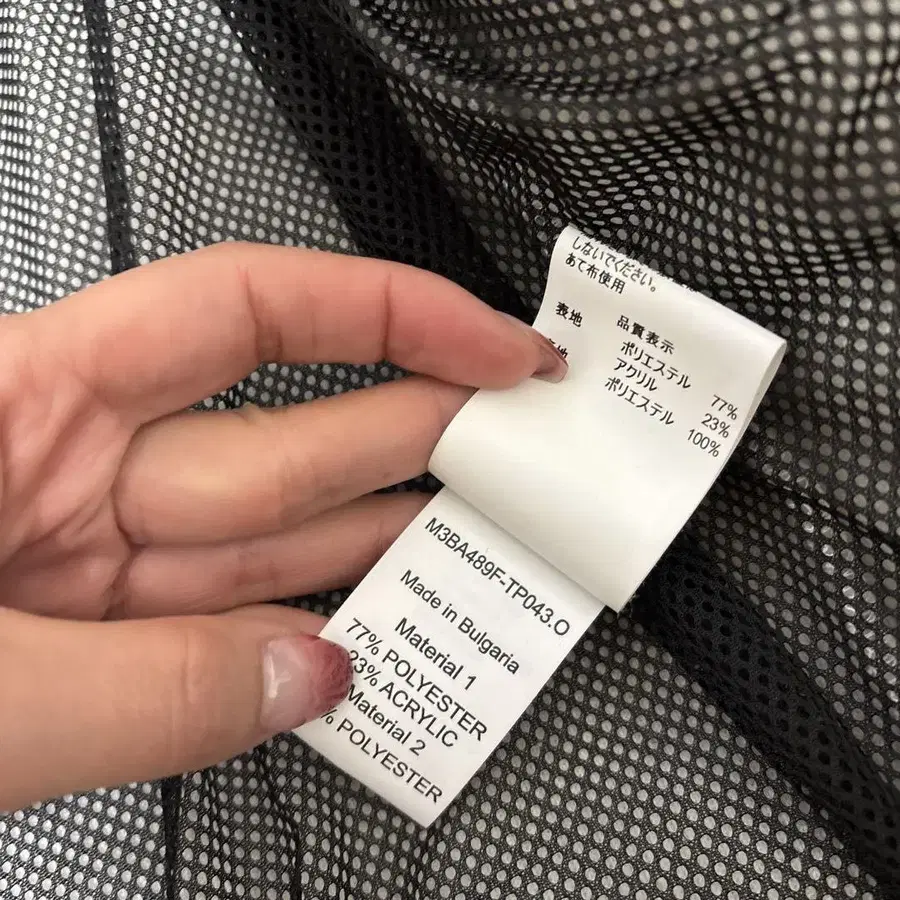 しないでください。
あて布使用
表地
品質表示
ポリエステル 77%
アクリル 23%
ポリエステル 100%
M3BA489F-TP043.O
Made in Bulgaria
Material 1
77% POLYESTER
23% ACRYLIC
Material 2
% POLYESTER